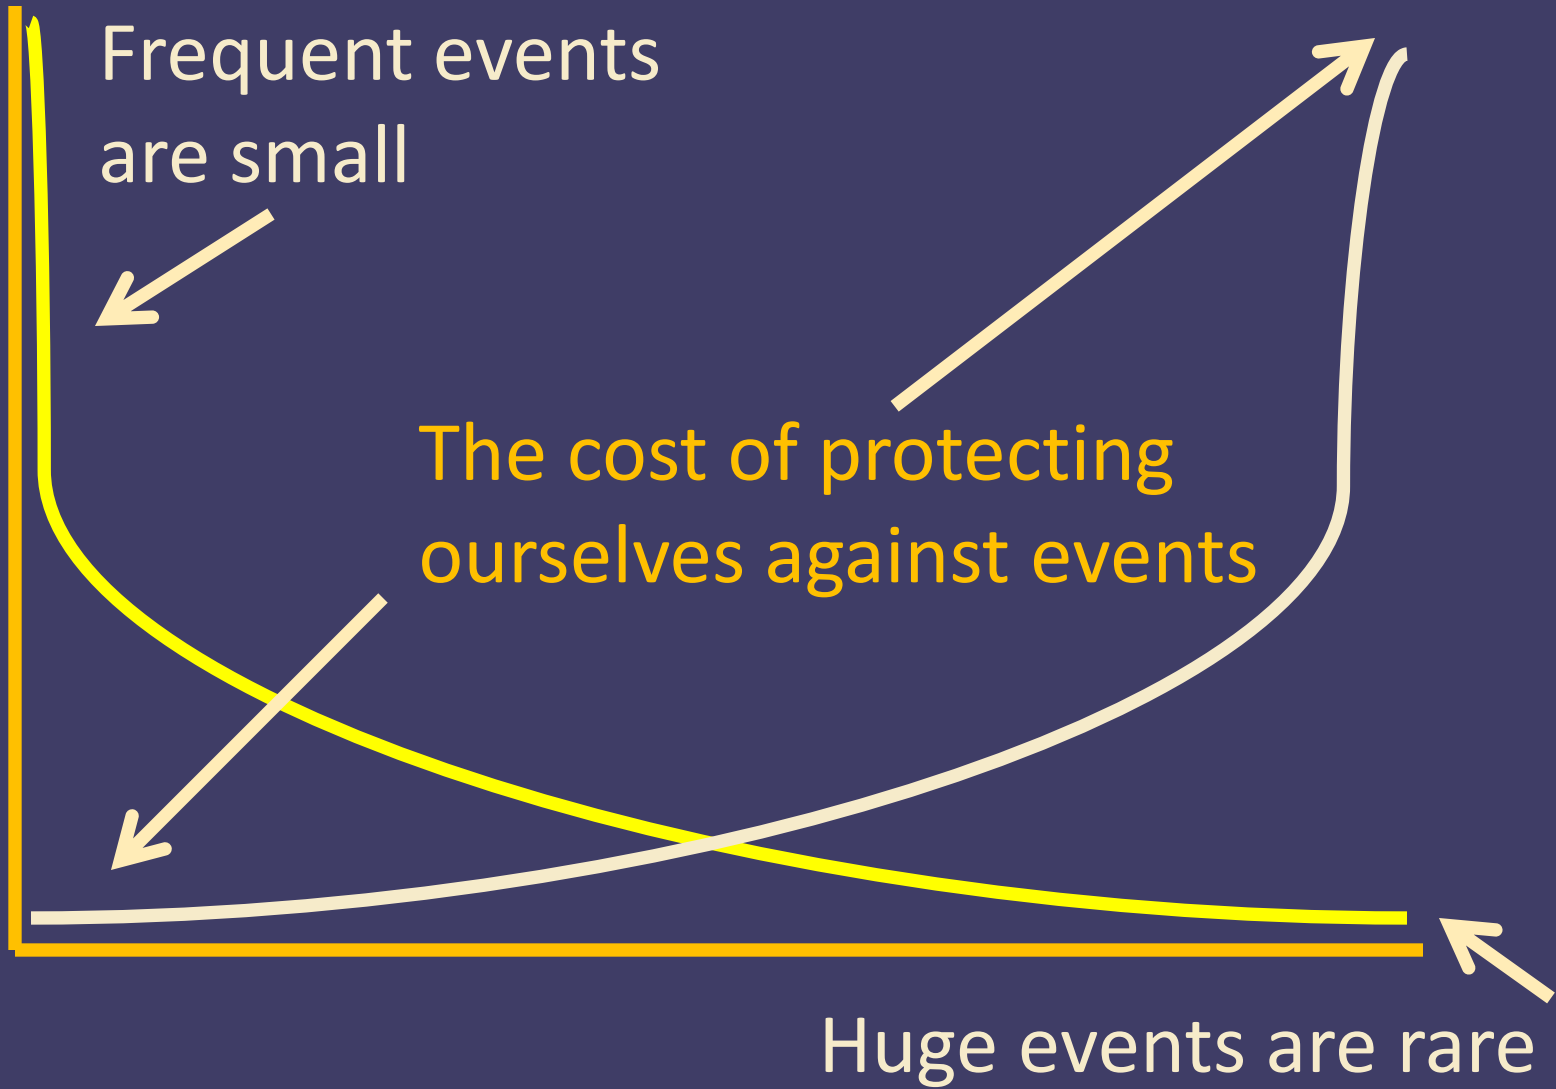 Frequent events
are small
The cost of protecting
ourselves against events
Huge events are rare